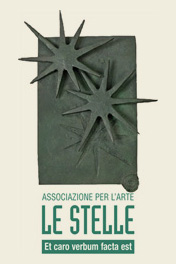 ASSOCIAZIONE PER L'ARTE
LE STELLE
Et caro verbum facta est